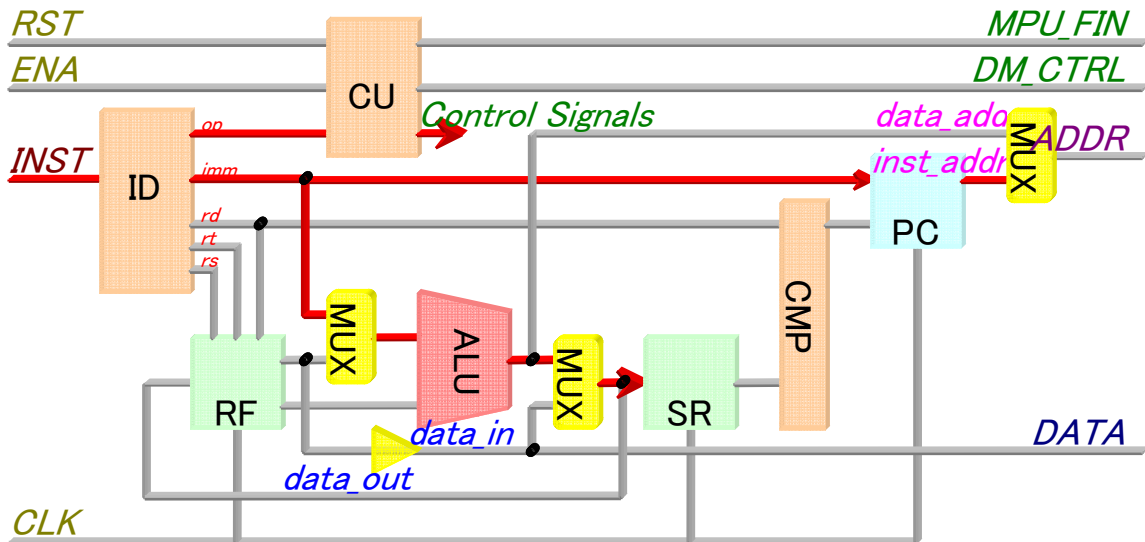 RST
MPU_FIN
ENA
DM_CTRL
CU
Control Signals
data_add
MUX
ADDR
op
INST
ID
imm
inst_addr
PC
rd
rt
rs
CMP
MUX
ALU
MUX
RF
SR
data_in
DATA
data_out
CLK